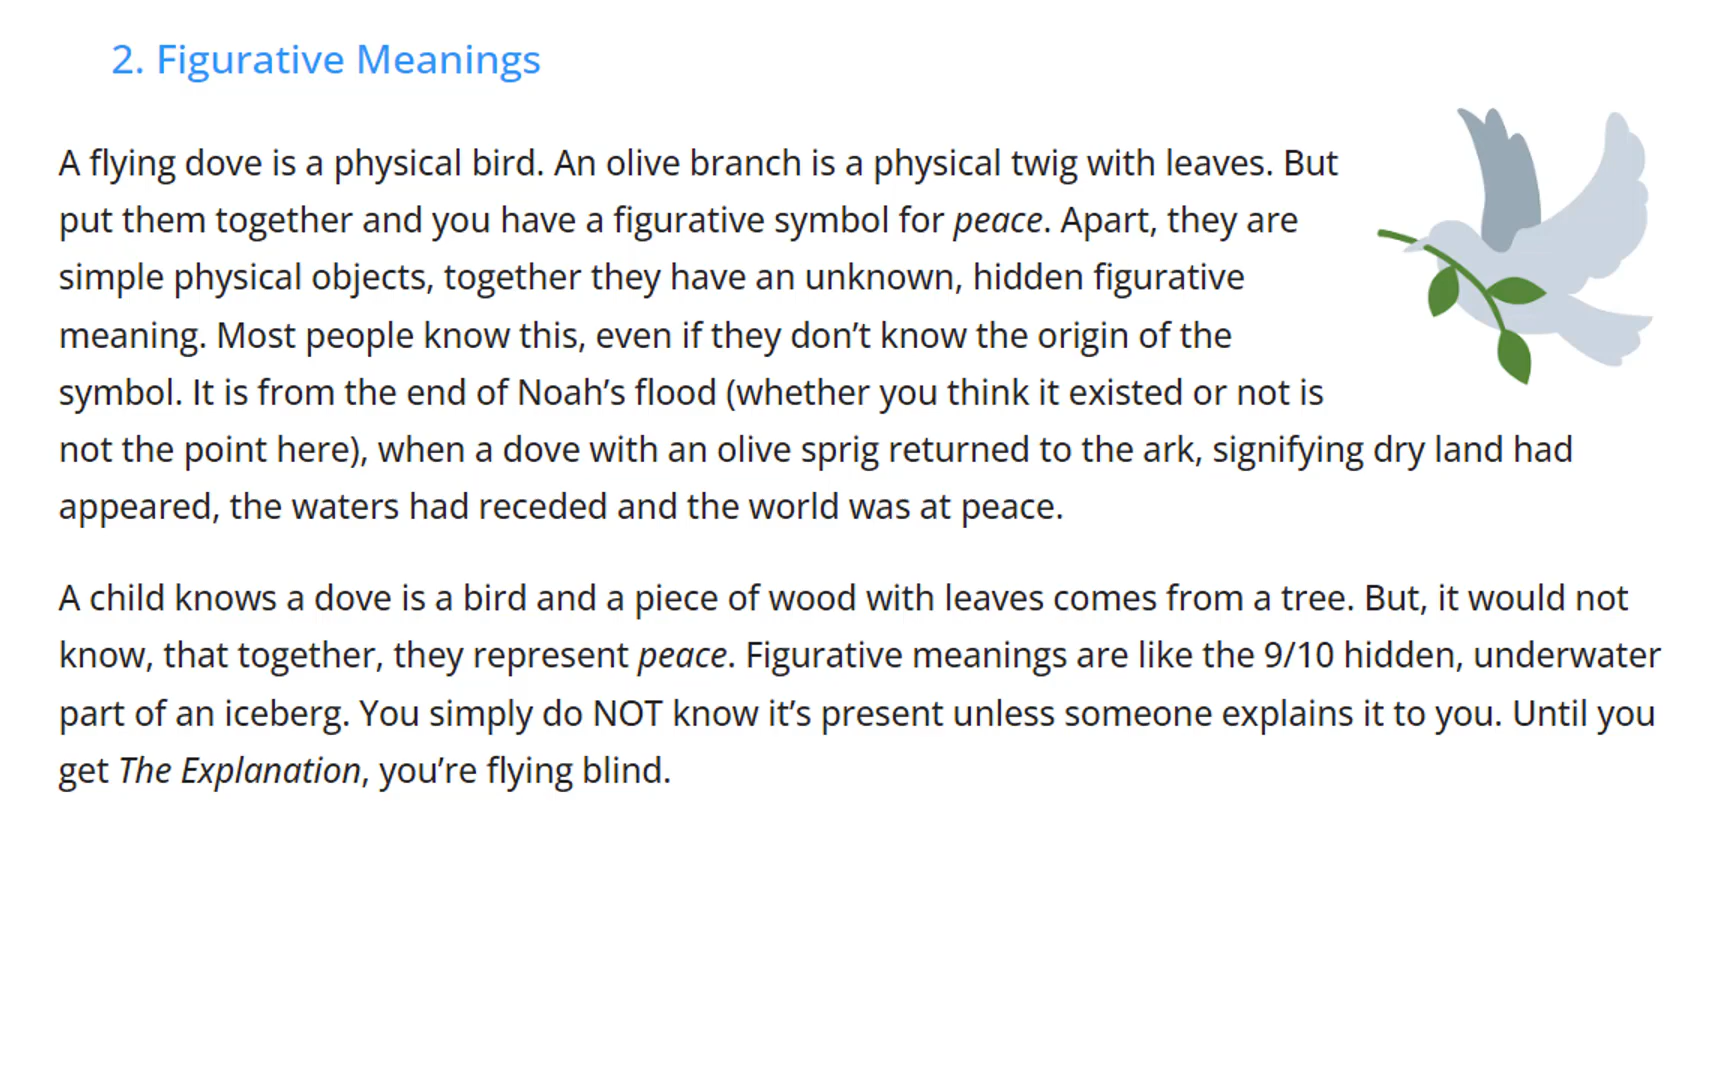 2. Figurative Meanings
A flying dove is a physical bird. An olive branch is a physical twig with leaves. But
put them together and you have a figurative symbol for peace. Apart, they are
simple physical objects, together they have an unknown, hidden figurative
meaning. Most people know this, even if they don’t know the origin of the
symbol. It is from the end of Noah’s flood (whether you think it existed or not is
not the point here), when a dove with an olive sprig returned to the ark, signifying dry land had
appeared, the waters had receded and the world was at peace.
A child knows a dove is a bird and a piece of wood with leaves comes from a tree. But, it would not
know, that together, they represent peace. Figurative meanings are like the 9/10 hidden, underwater
part of an iceberg. You simply do NOT know it’s present unless someone explains it to you. Until you
get The Explanation, you’re flying blind.